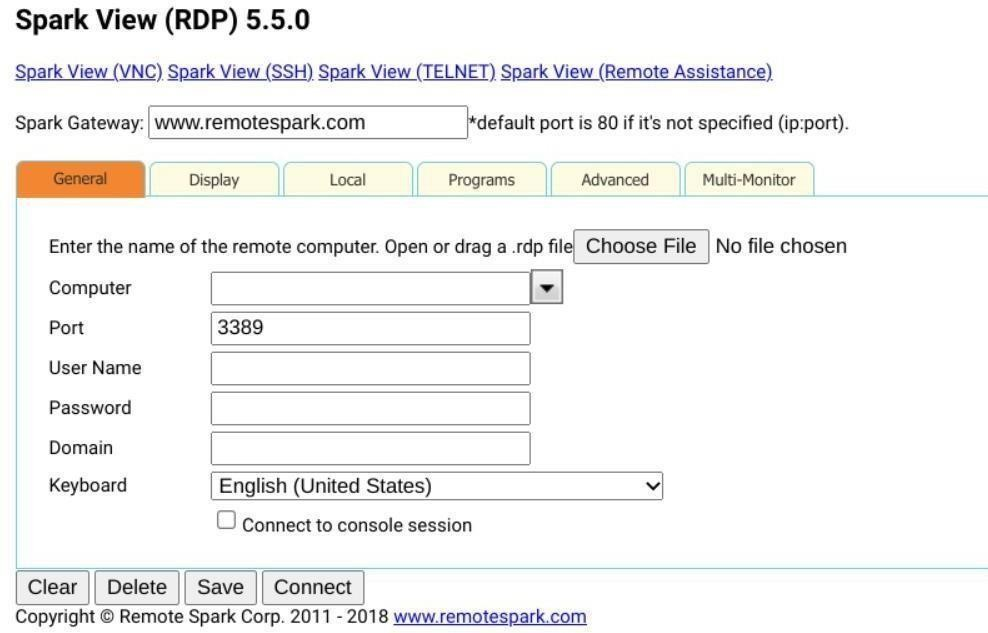 Spark View (RDP) 5.5.0
Spark View (VNC) Spark View (SSH) Spark View (TELNET) Spark View (Remote Assistance)
Spark Gateway: www.remotespark.com *default port is 80 if it's not specified (ip:port).
General Display Local Programs Advanced Multi-Monitor
Enter the name of the remote computer. Open or drag a .rdp file Choose File No file chosen
Computer
Port 3389
User Name
Password
Domain
Keyboard English (United States)
Connect to console session
Clear Delete Save Connect
Copyright © Remote Spark Corp. 2011 - 2018 www.remotespark.com